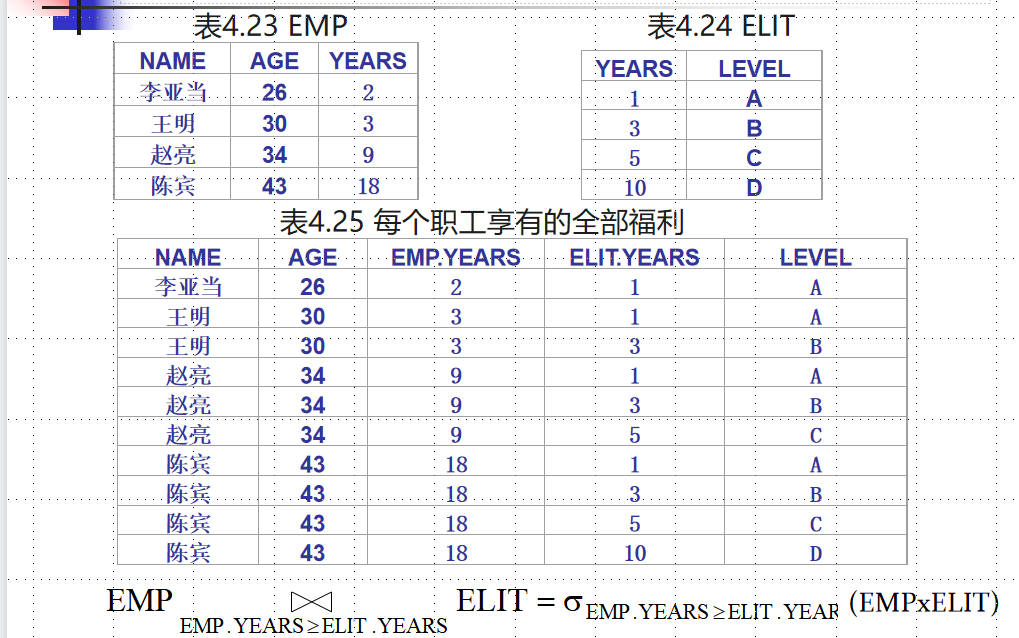 表4.23 EMP
NAME AGE YEARS
李亚当 26 2
王明 30 3
赵亮 34 9
陈宾 43 18
表4.24 ELIT
YEARS LEVEL
1 A
3 B
5 C
10 D
表4.25 每个职工享有的全部福利
NAME AGE EMP.YEARS ELIT.YEARS LEVEL
李亚当 26 2 1 A
王明 30 3 1 A
王明 30 3 3 B
赵亮 34 9 1 A
赵亮 34 9 3 B
赵亮 34 9 5 C
陈宾 43 18 1 A
陈宾 43 18 3 B
陈宾 43 18 5 C
陈宾 43 18 10 D
EMP ⋈ EMP.YEARS≥ELIT.YEARS ELIT = σ EMP.YEARS≥ELIT.YEAR (EMPxELIT)